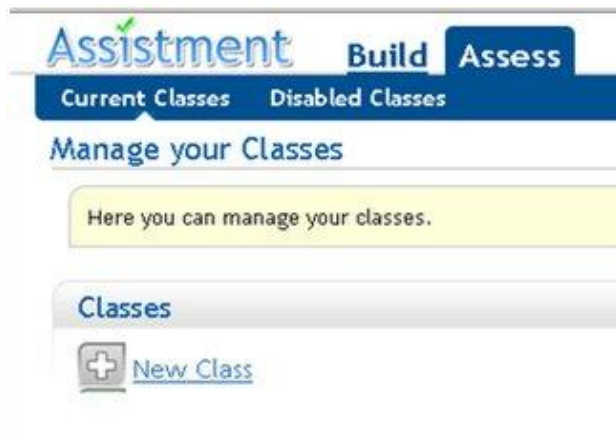 Assistment Build Assess
Current Classes Disabled Classes
Manage your Classes
Here you can manage your classes.
Classes
New Class